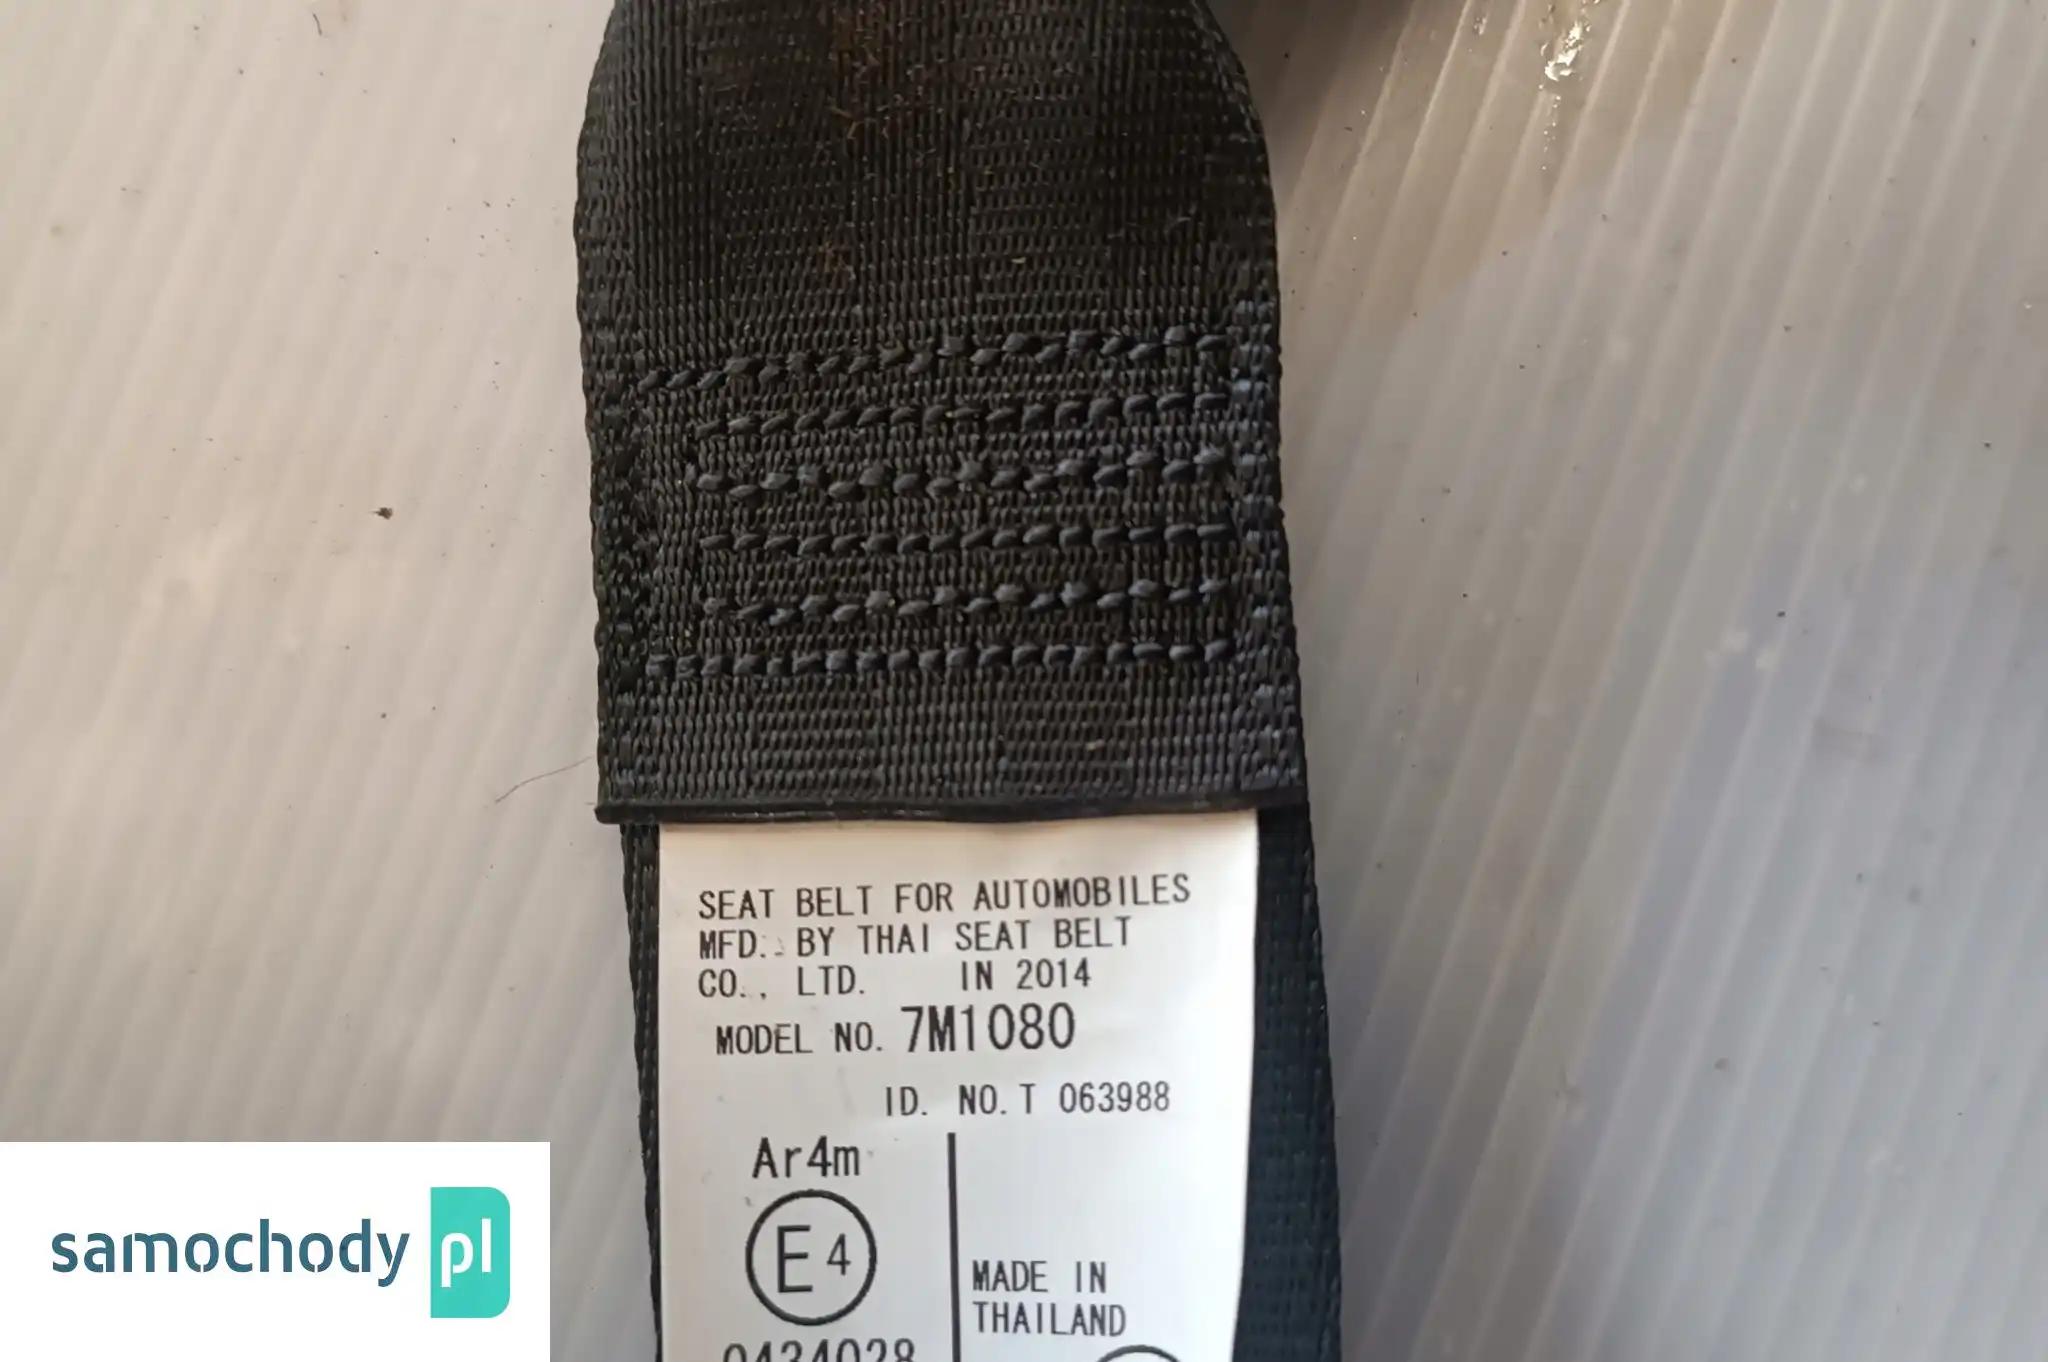 SEAT BELT FOR AUTOMOBILES
MFD. BY THAI SEAT BELT
CO., LTD. IN 2014
MODEL NO. 7M1080
ID. NO. T 063988
Ar4m
E4
0434028
MADE IN
THAILAND
samochody pl